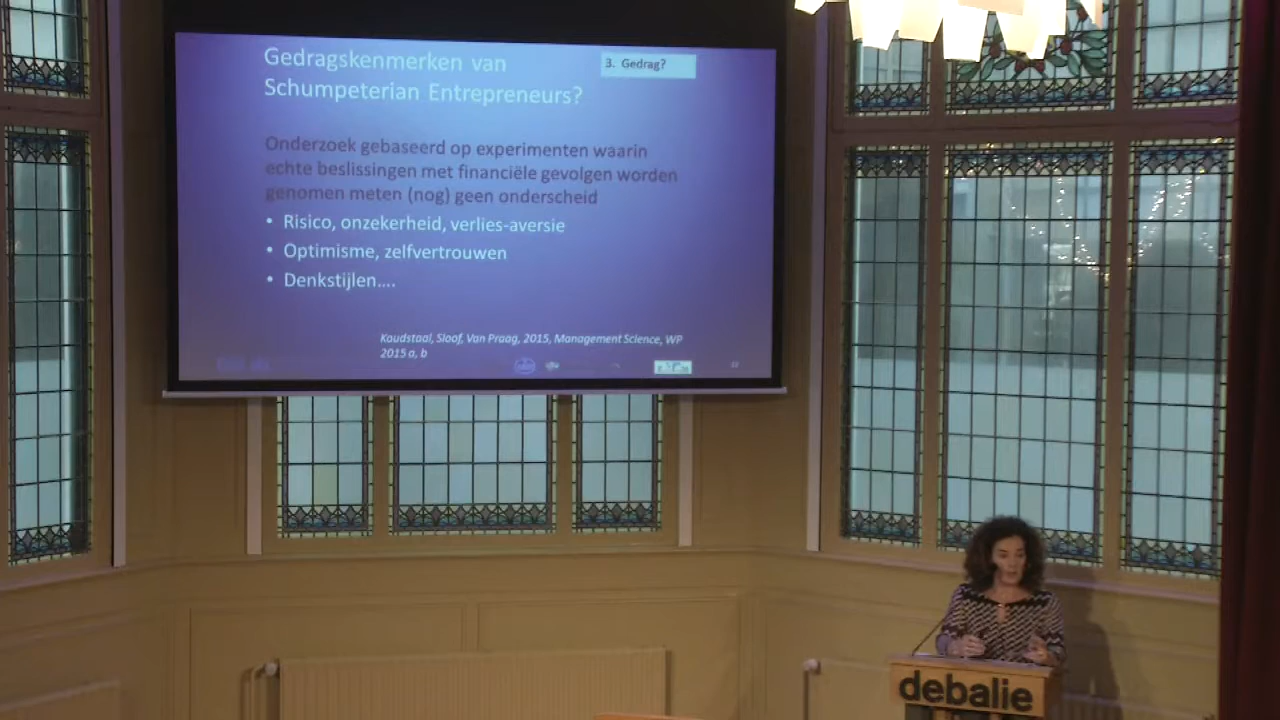 Gedragskenmerken van
3. Gedrag?
Schumpeterian Entrepreneurs?
Onderzoek gebaseerd op experimenten waarin
echte beslissingen met financiële gevolgen worden
genomen meten (nog) geen onderscheid
• Risico, onzekerheid, verlies-aversie
• Optimisme, zelfvertrouwen
• Denkstijlen....
Koudstaal, Sloof, Van Praag, 2015, Management Science, WP
2015 a, b
debalie